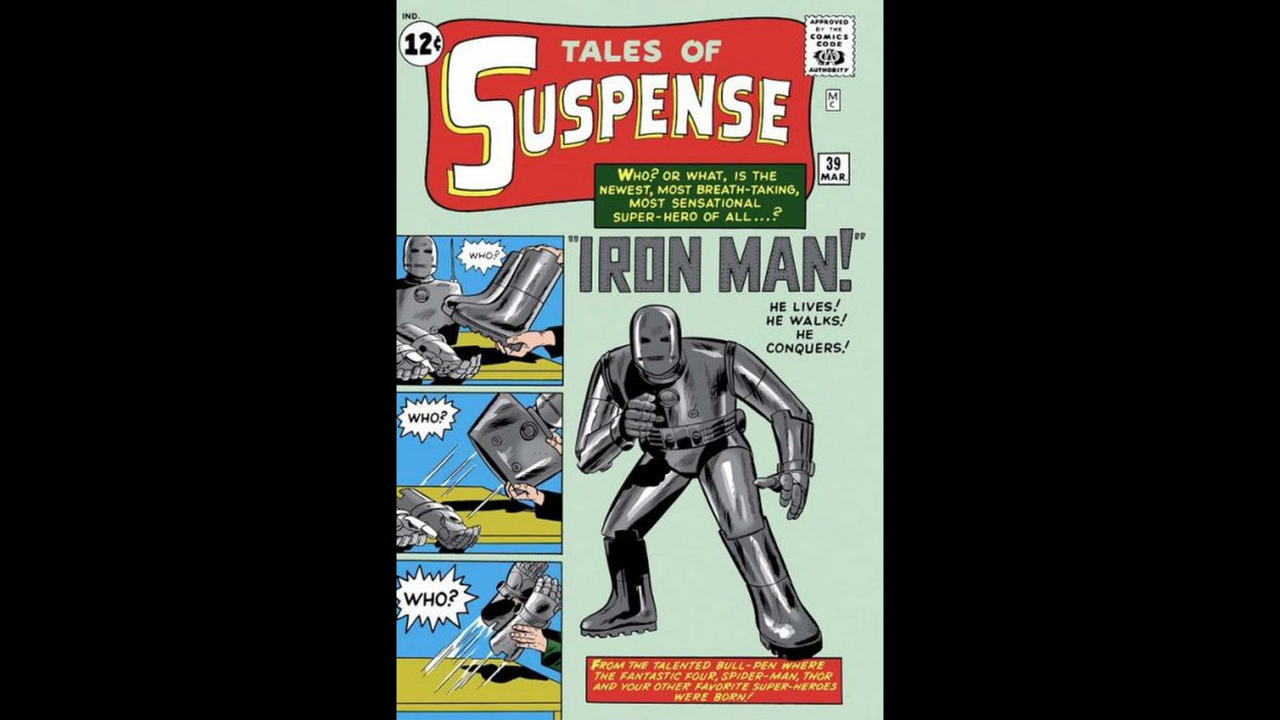 IND.
12¢
TALES OF
SUSPENSE
APPROVED
BY THE
COMICS
CODE
AUTHORITY
M
C
39
MAR.
WHO? OR WHAT, IS THE
NEWEST, MOST BREATH-TAKING,
MOST SENSATIONAL
SUPER-HERO OF ALL...?
"IRON MAN!"
HE LIVES!
HE WALKS!
HE
CONQUERS!
WHO?
WHO?
WHO?
FROM THE TALENTED BULL-PEN WHERE
THE FANTASTIC FOUR, SPIDER-MAN, THOR
AND YOUR OTHER FAVORITE SUPER-HEROES
WERE BORN!